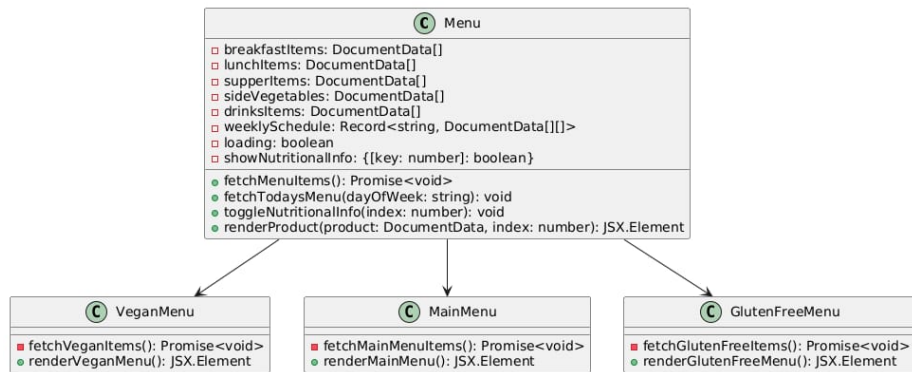 C Menu
breakfastItems: DocumentData[]
lunchItems: DocumentData[]
supperItems: DocumentData[]
sideVegetables: DocumentData[]
drinksItems: DocumentData[]
weeklySchedule: Record<string, DocumentData[][]>
loading: boolean
showNutritionalInfo: {[key: number]: boolean}
fetchMenuItems(): Promise<void>
fetchTodaysMenu(dayOfWeek: string): void
toggleNutritionalInfo(index: number): void
renderProduct(product: DocumentData, index: number): JSX.Element
C VeganMenu
fetchVeganItems(): Promise<void>
renderVeganMenu(): JSX.Element
C MainMenu
fetchMainMenuItems(): Promise<void>
renderMainMenu(): JSX.Element
C GlutenFreeMenu
fetchGlutenFreeItems(): Promise<void>
renderGlutenFreeMenu(): JSX.Element